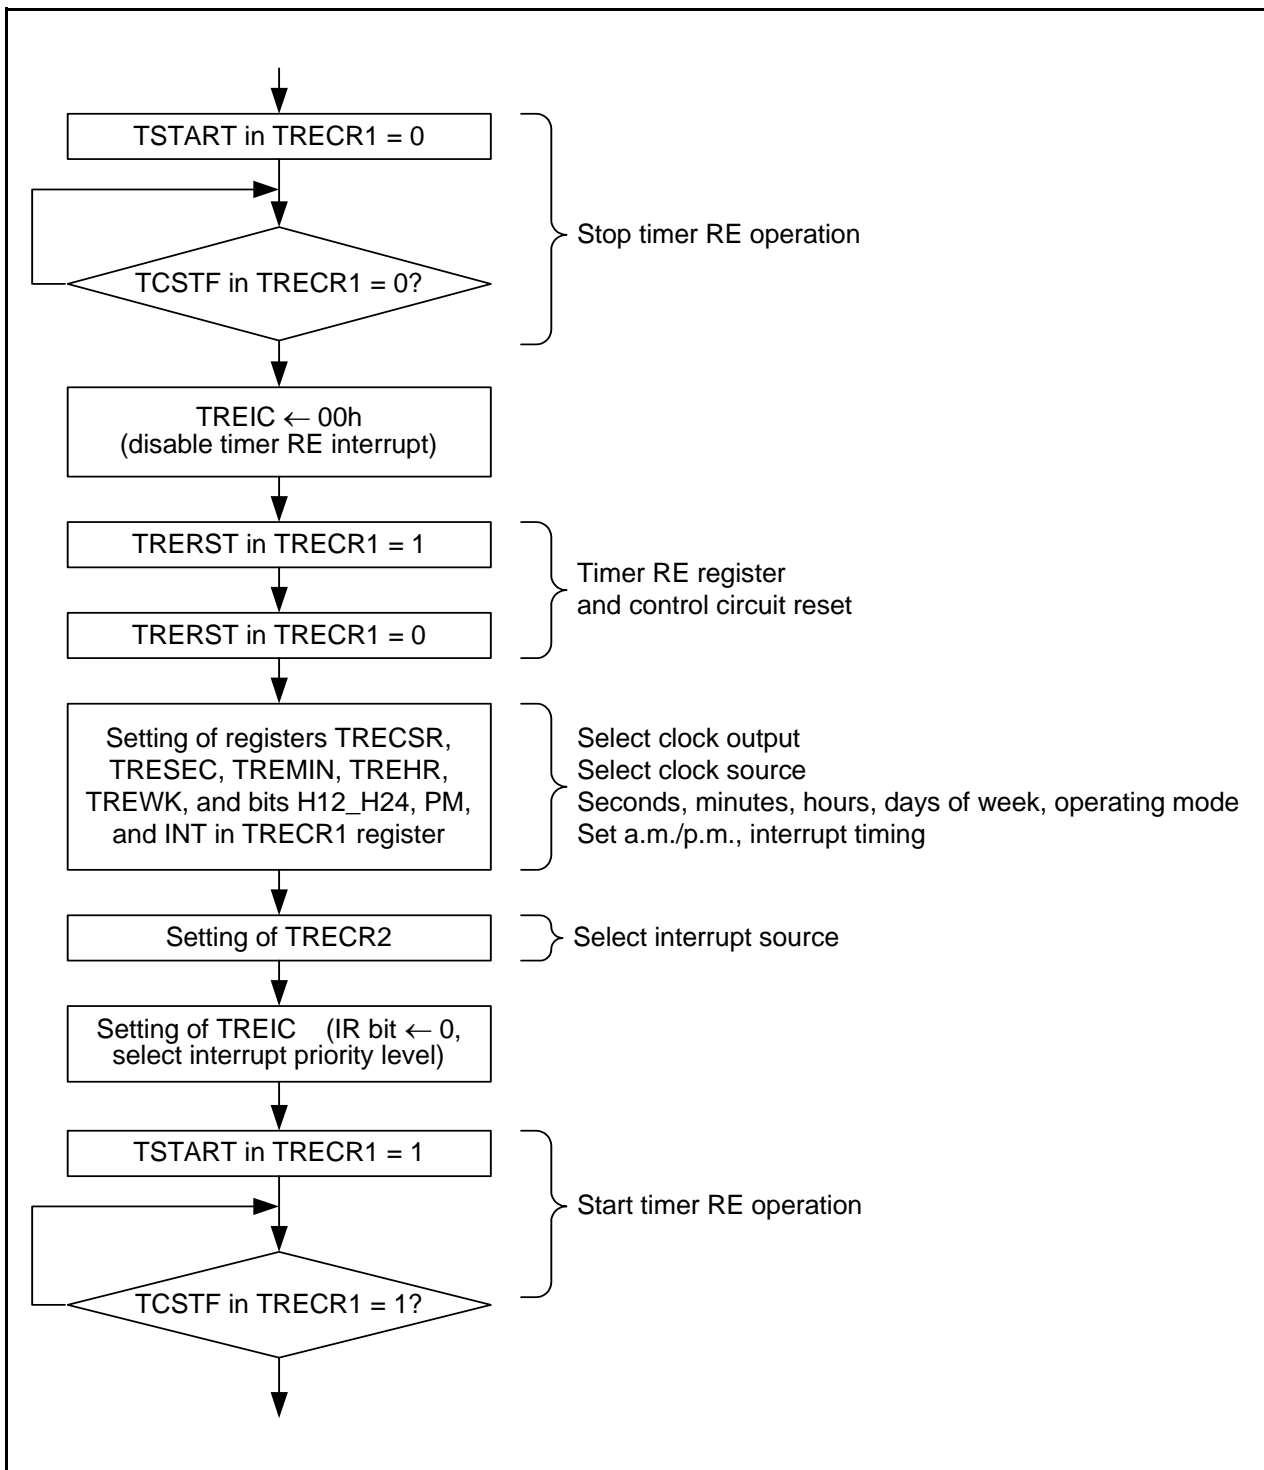 TSTART in TRECR1 = 0
TCSTF in TRECR1 = 0?
Stop timer RE operation
TREIC ← 00h
(disable timer RE interrupt)
TRERST in TRECR1 = 1
TRERST in TRECR1 = 0
Timer RE register
and control circuit reset
Setting of registers TRECSR,
TRESEC, TREMIN, TREHR,
TREWK, and bits H12_H24, PM,
and INT in TRECR1 register
Select clock output
Select clock source
Seconds, minutes, hours, days of week, operating mode
Set a.m./p.m., interrupt timing
Setting of TRECR2
Select interrupt source
Setting of TREIC (IR bit ← 0,
select interrupt priority level)
TSTART in TRECR1 = 1
TCSTF in TRECR1 = 1?
Start timer RE operation